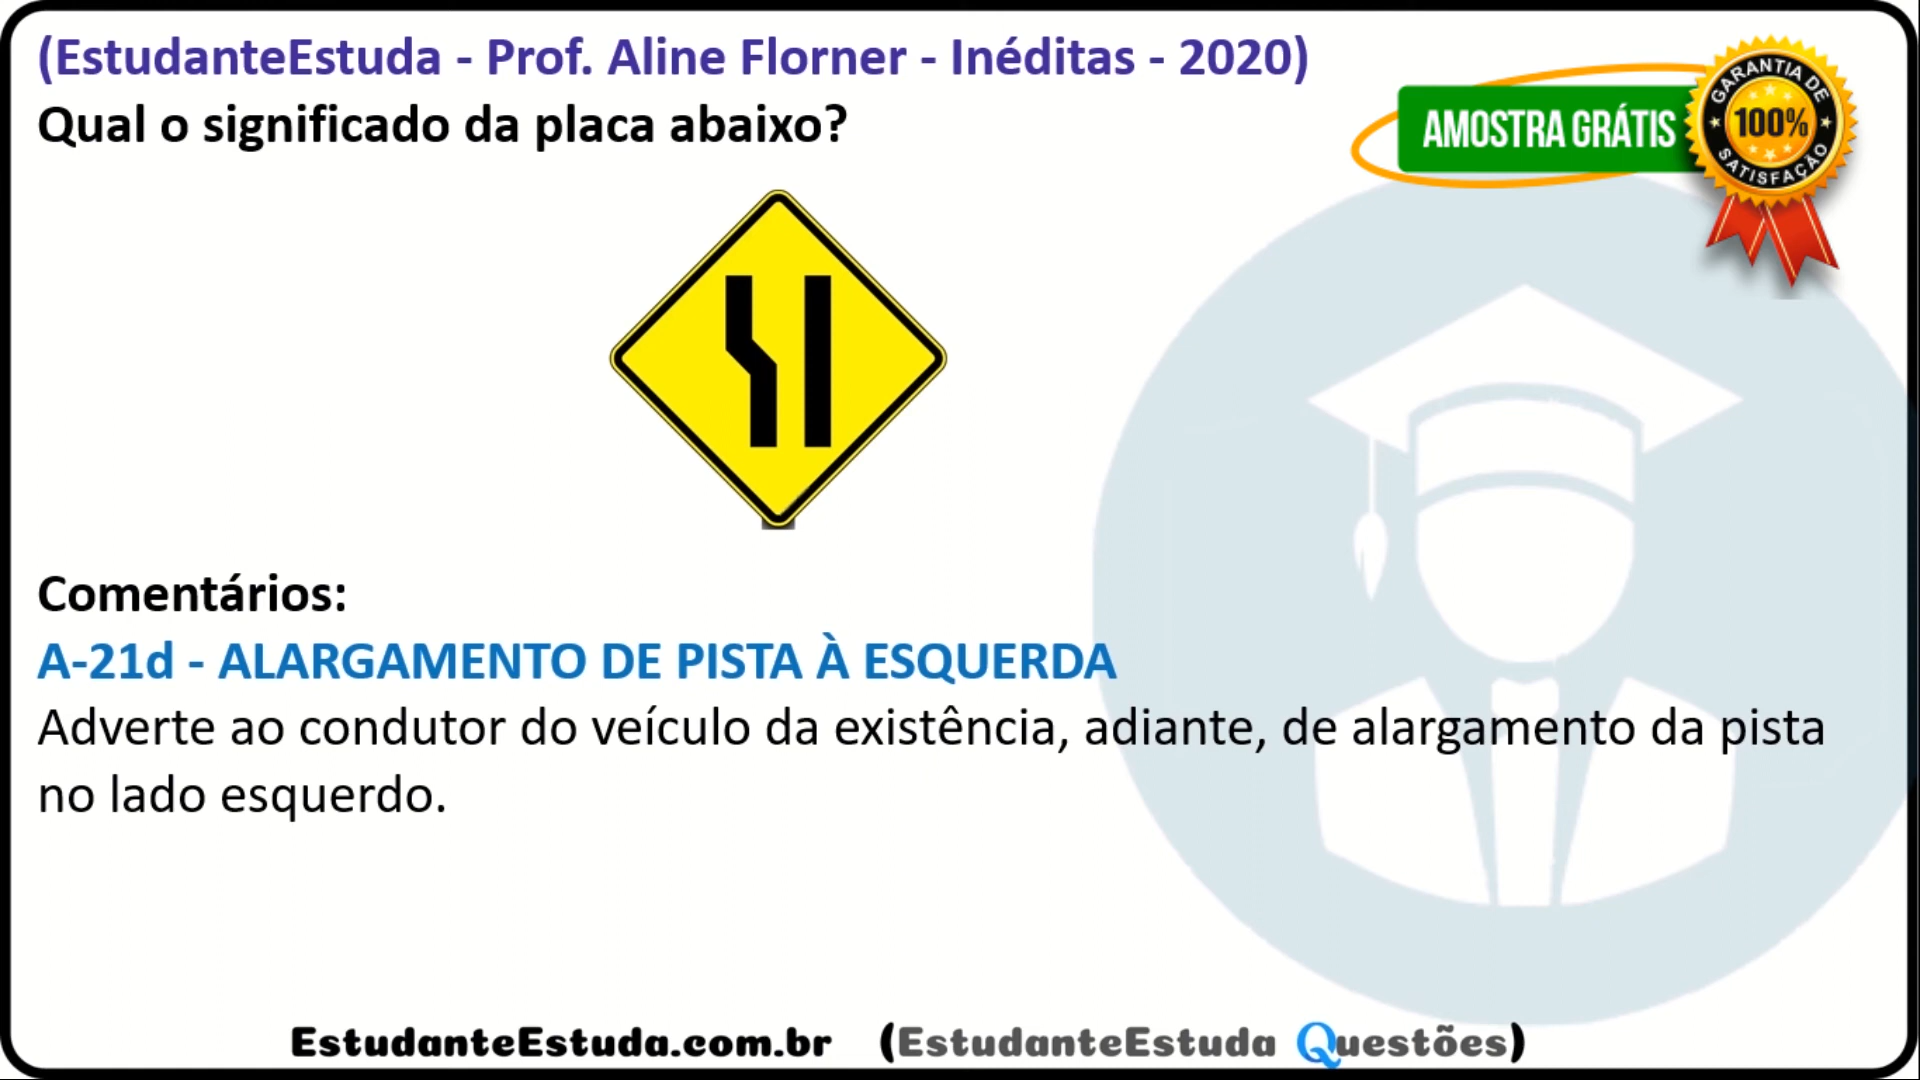 (EstudanteEstuda - Prof. Aline Florner - Inéditas - 2020)
Qual o significado da placa abaixo?
AMOSTRA GRÁTIS
GARANTIA DE
100%
SATISFAÇÃO
Comentários:
A-21d - ALARGAMENTO DE PISTA À ESQUERDA
Adverte ao condutor do veículo da existência, adiante, de alargamento da pista
no lado esquerdo.
EstudanteEstuda.com.br (EstudanteEstuda Questões)